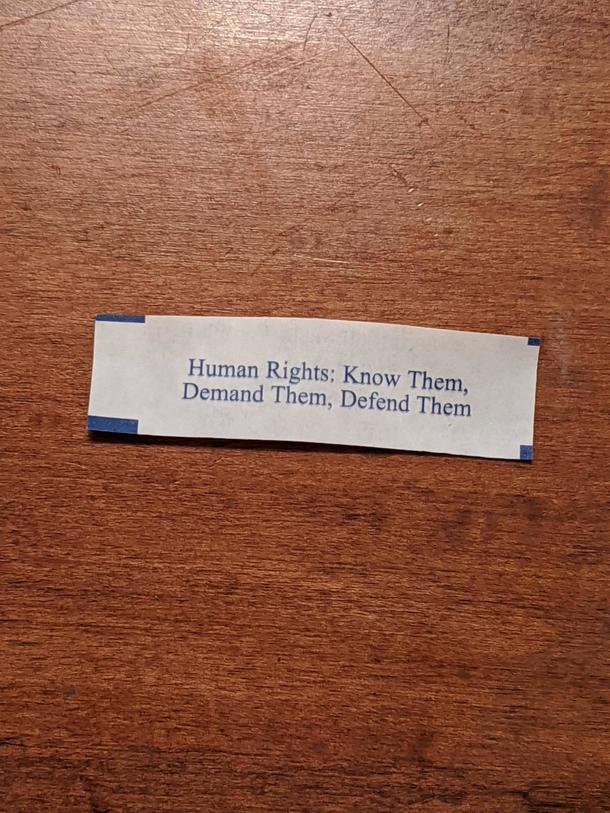 Human Rights: Know Them,
Demand Them, Defend Them